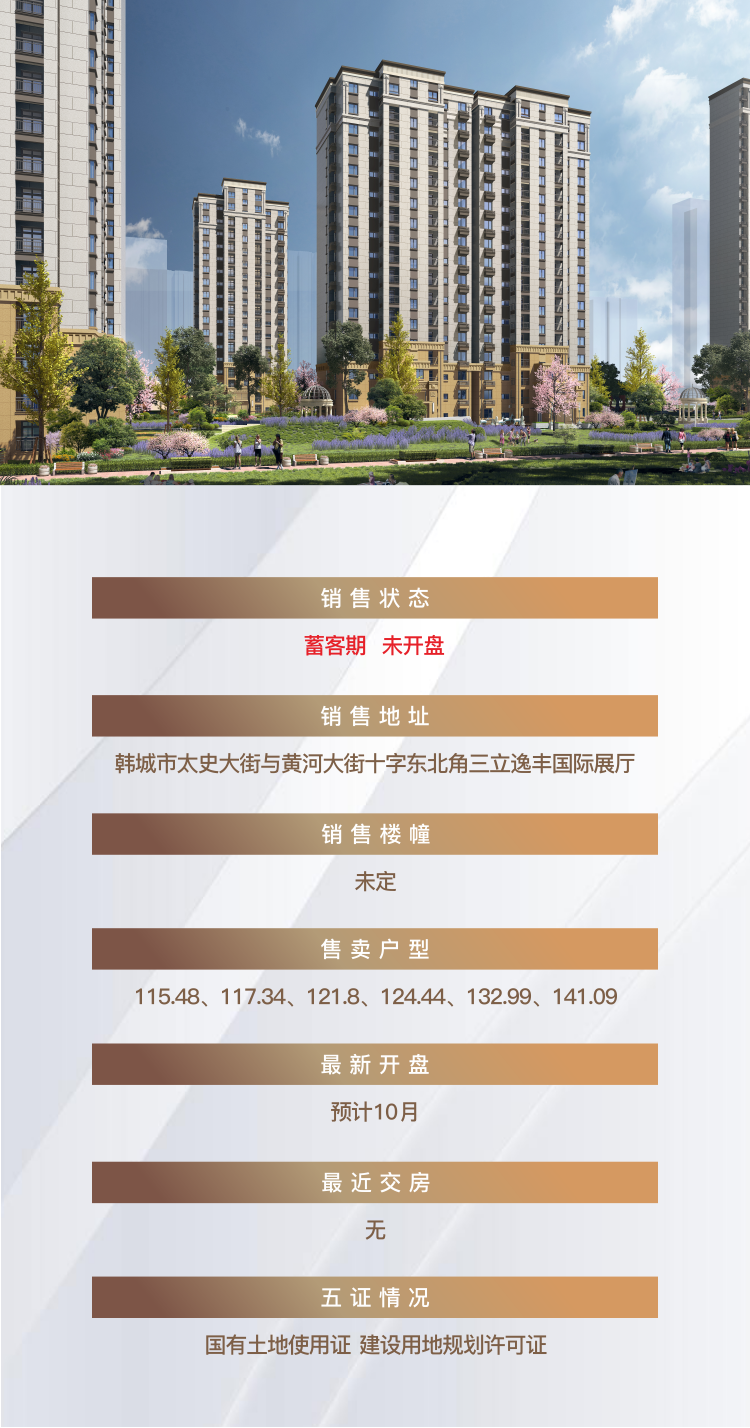 销售状态
蓄客期 未开盘
销售地址
韩城市太史大街与黄河大街十字东北角三立逸丰国际展厅
销售楼幢
未定
售卖户型
115.48、117.34、121.8、124.44、132.99、141.09
最新开盘
预计10月
最近交房
无
五证情况
国有土地使用证 建设用地规划许可证